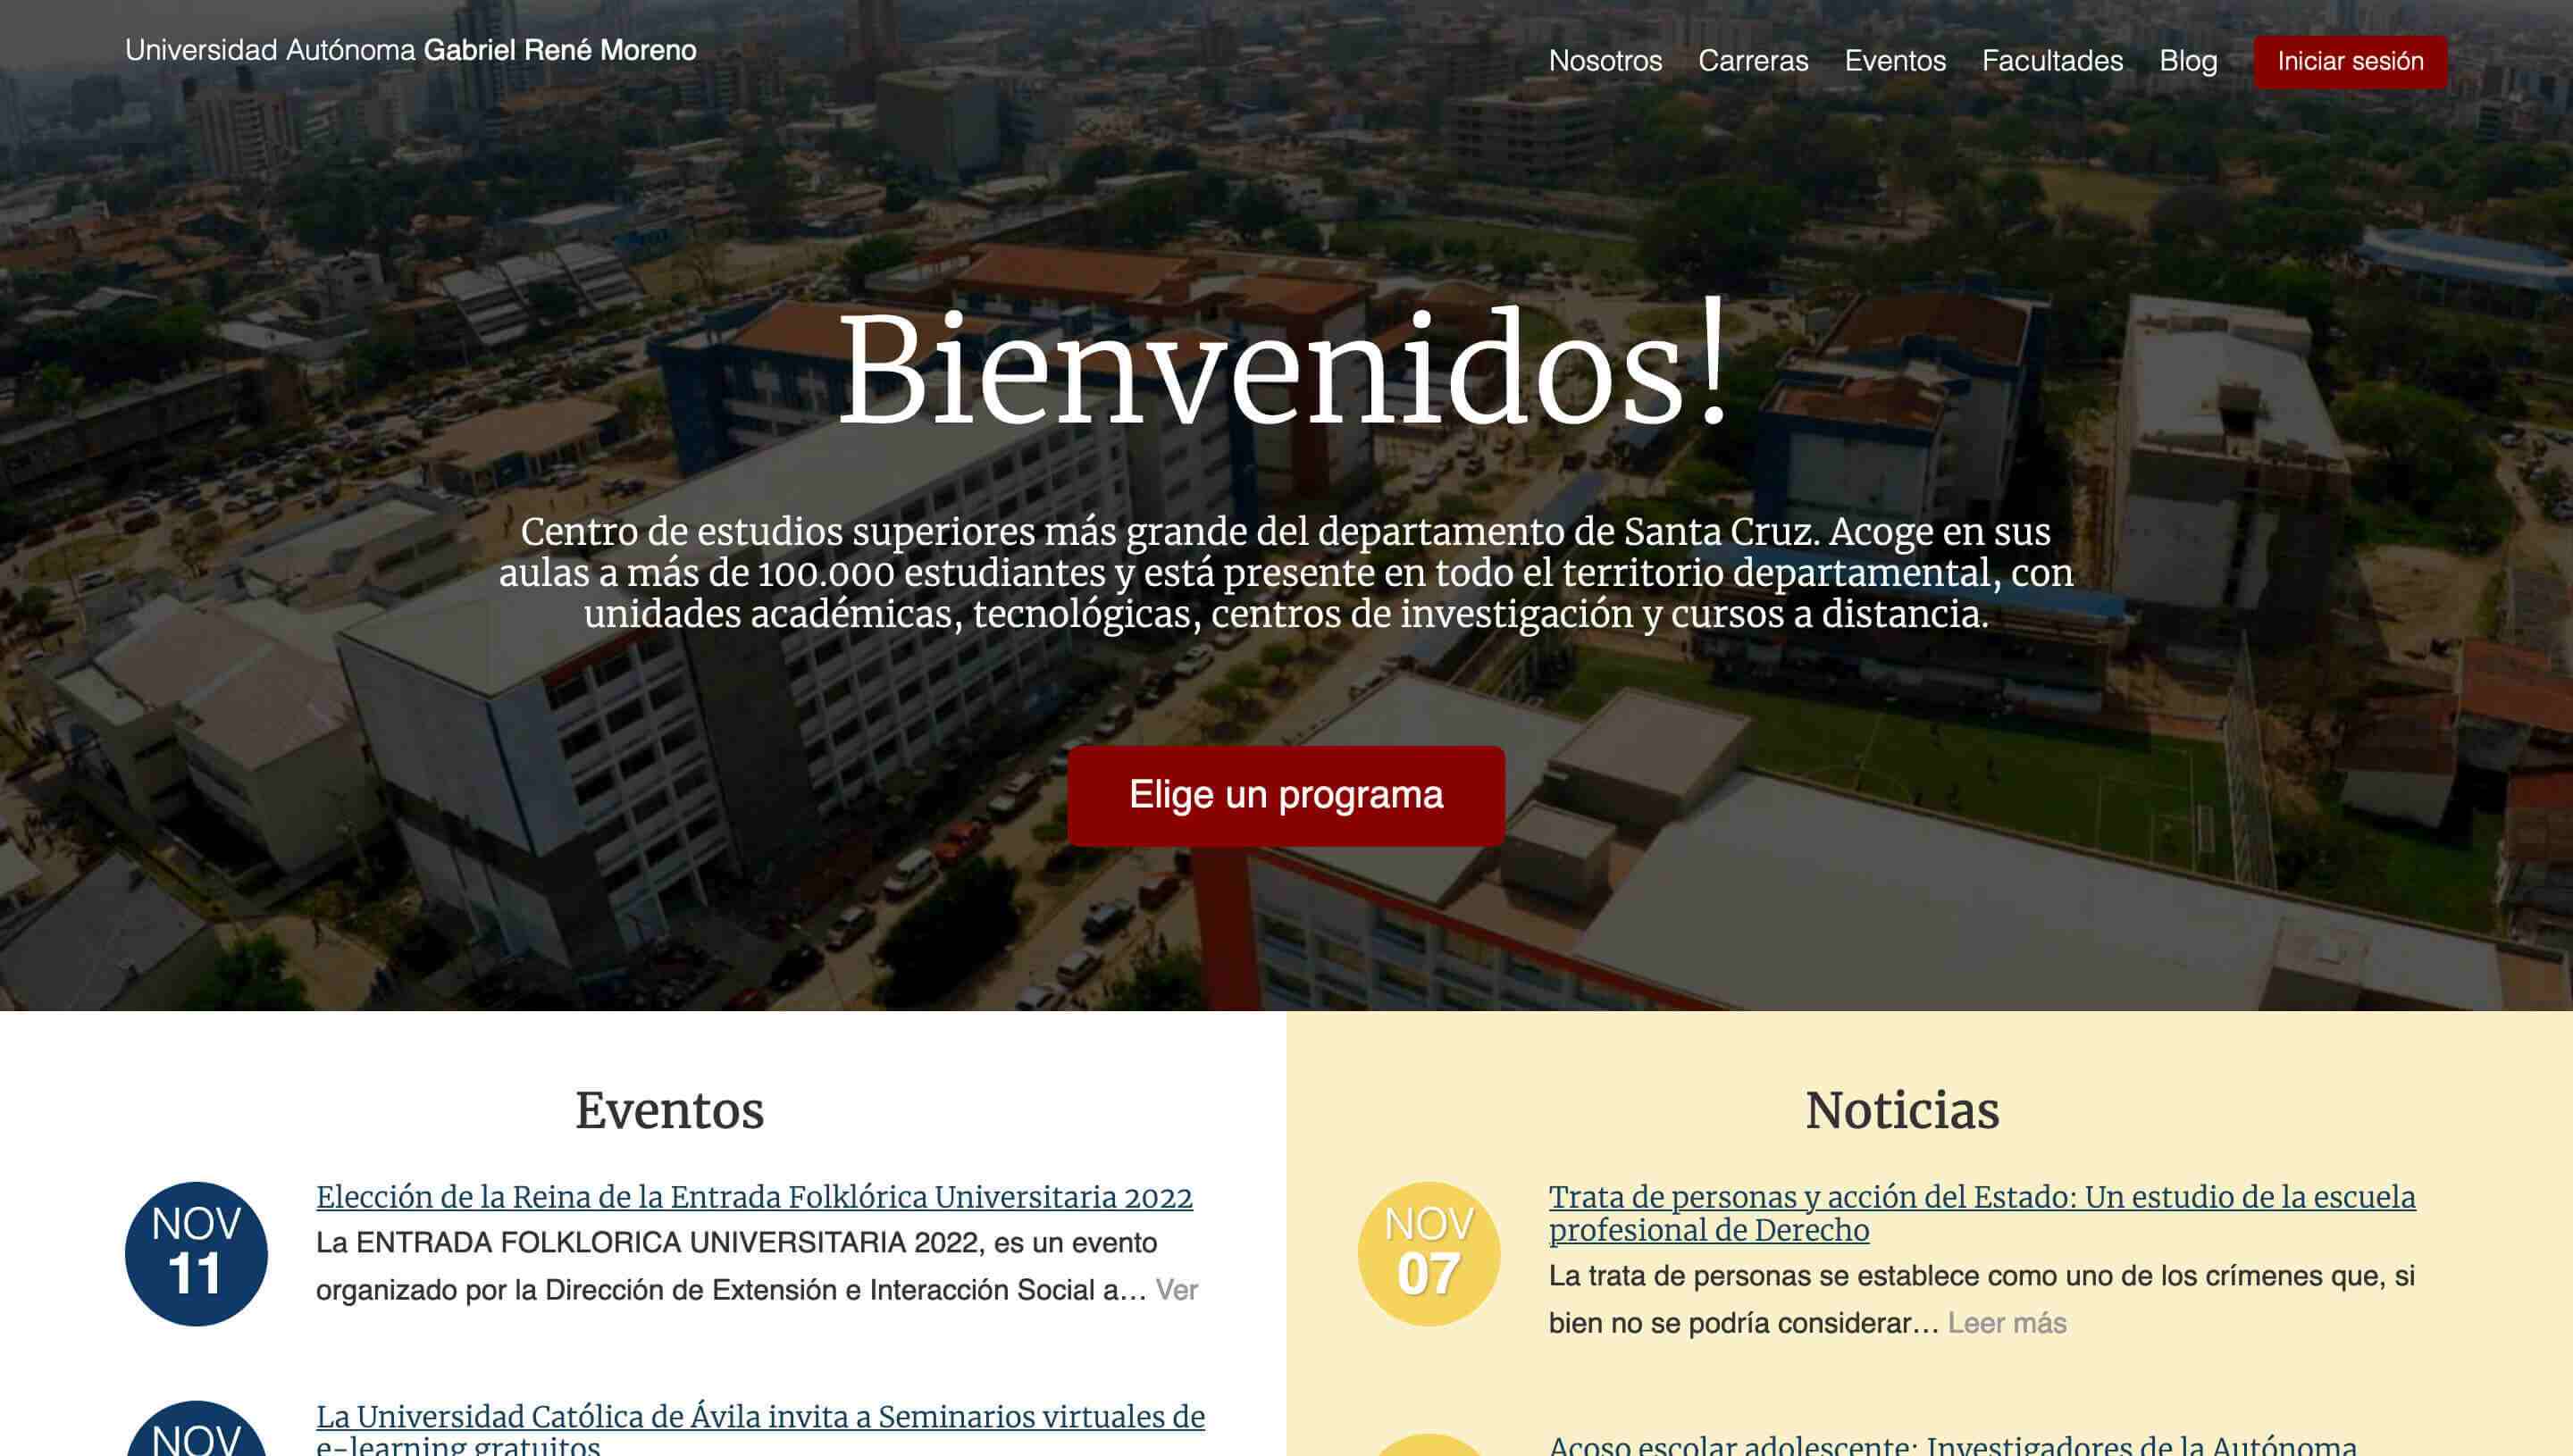 Universidad Autónoma Gabriel René Moreno
Nosotros Carreras Eventos Facultades Blog Iniciar sesión
Bienvenidos!
Centro de estudios superiores más grande del departamento de Santa Cruz. Acoge en sus
aulas a más de 100.000 estudiantes y está presente en todo el territorio departamental, con
unidades académicas, tecnológicas, centros de investigación y cursos a distancia.
Elige un programa
Eventos
NOV
11
Elección de la Reina de la Entrada Folklórica Universitaria 2022
La ENTRADA FOLKLORICA UNIVERSITARIA 2022, es un evento
organizado por la Dirección de Extensión e Interacción Social a… Ver
NOV
La Universidad Católica de Ávila invita a Seminarios virtuales de
e-learning gratuitos
Noticias
NOV
07
Trata de personas y acción del Estado: Un estudio de la escuela
profesional de Derecho
La trata de personas se establece como uno de los crímenes que, si
bien no se podría considerar… Leer más
Acoso escolar adolescente: Investigadores de la Autónoma